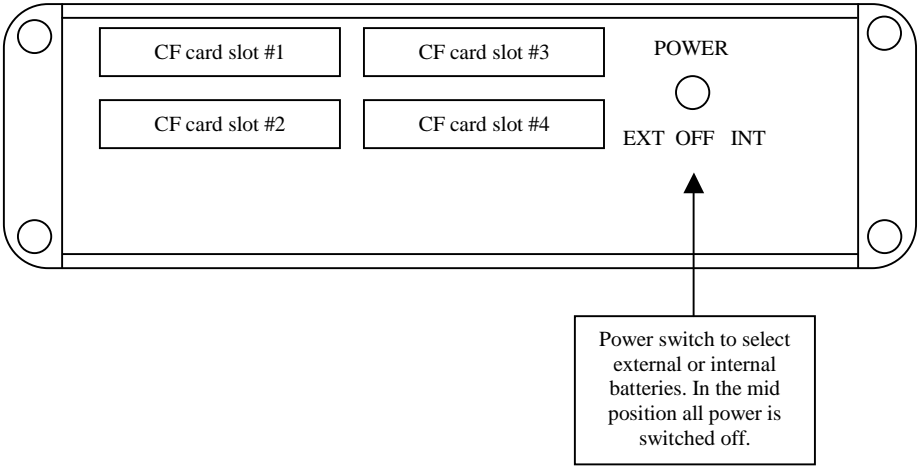 CF card slot #1
CF card slot #3
POWER
CF card slot #2
CF card slot #4
EXT OFF INT
Power switch to select
external or internal
batteries. In the mid
position all power is
switched off.